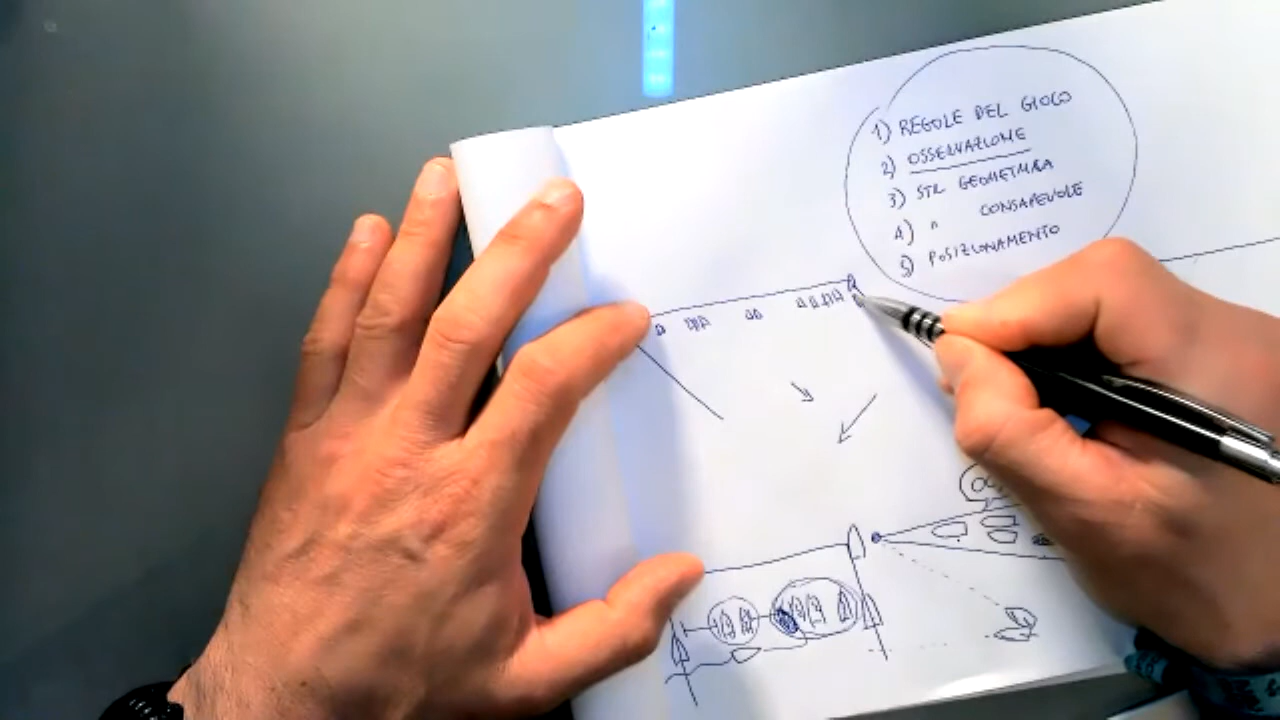 1) REGOLE DEL GIOCO
2) OSSERVAZIONE
3) STR GEOMETRICA
4) " CONSAPEVOLE
5) POSIZIONAMENTO